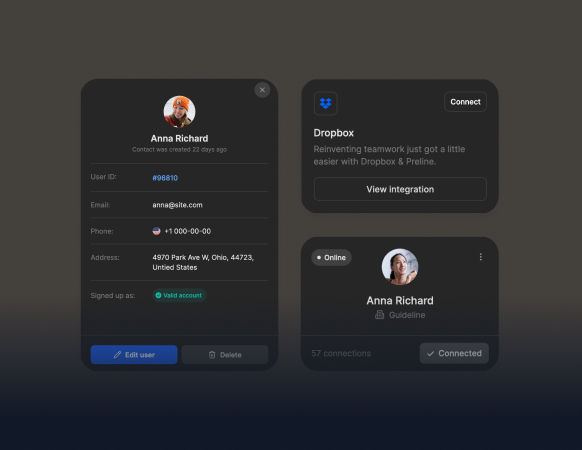 Anna Richard
Contact was created 22 days ago
User ID: #96810
Email: anna@site.com
Phone: +1 000-00-00
Address: 4970 Park Ave W, Ohio, 44723,
Untied States
Signed up as: Valid account
Edit user
Delete
Connect
Dropbox
Reinventing teamwork just got a little
easier with Dropbox & Preline.
View integration
Online
Anna Richard
Guideline
57 connections
Connected